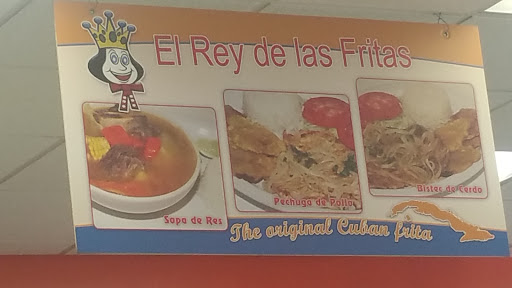 El Rey de las Fritas
Sopa de Res
Pechuga de Pollo
Bistec de Cerdo
The original Cuban frita